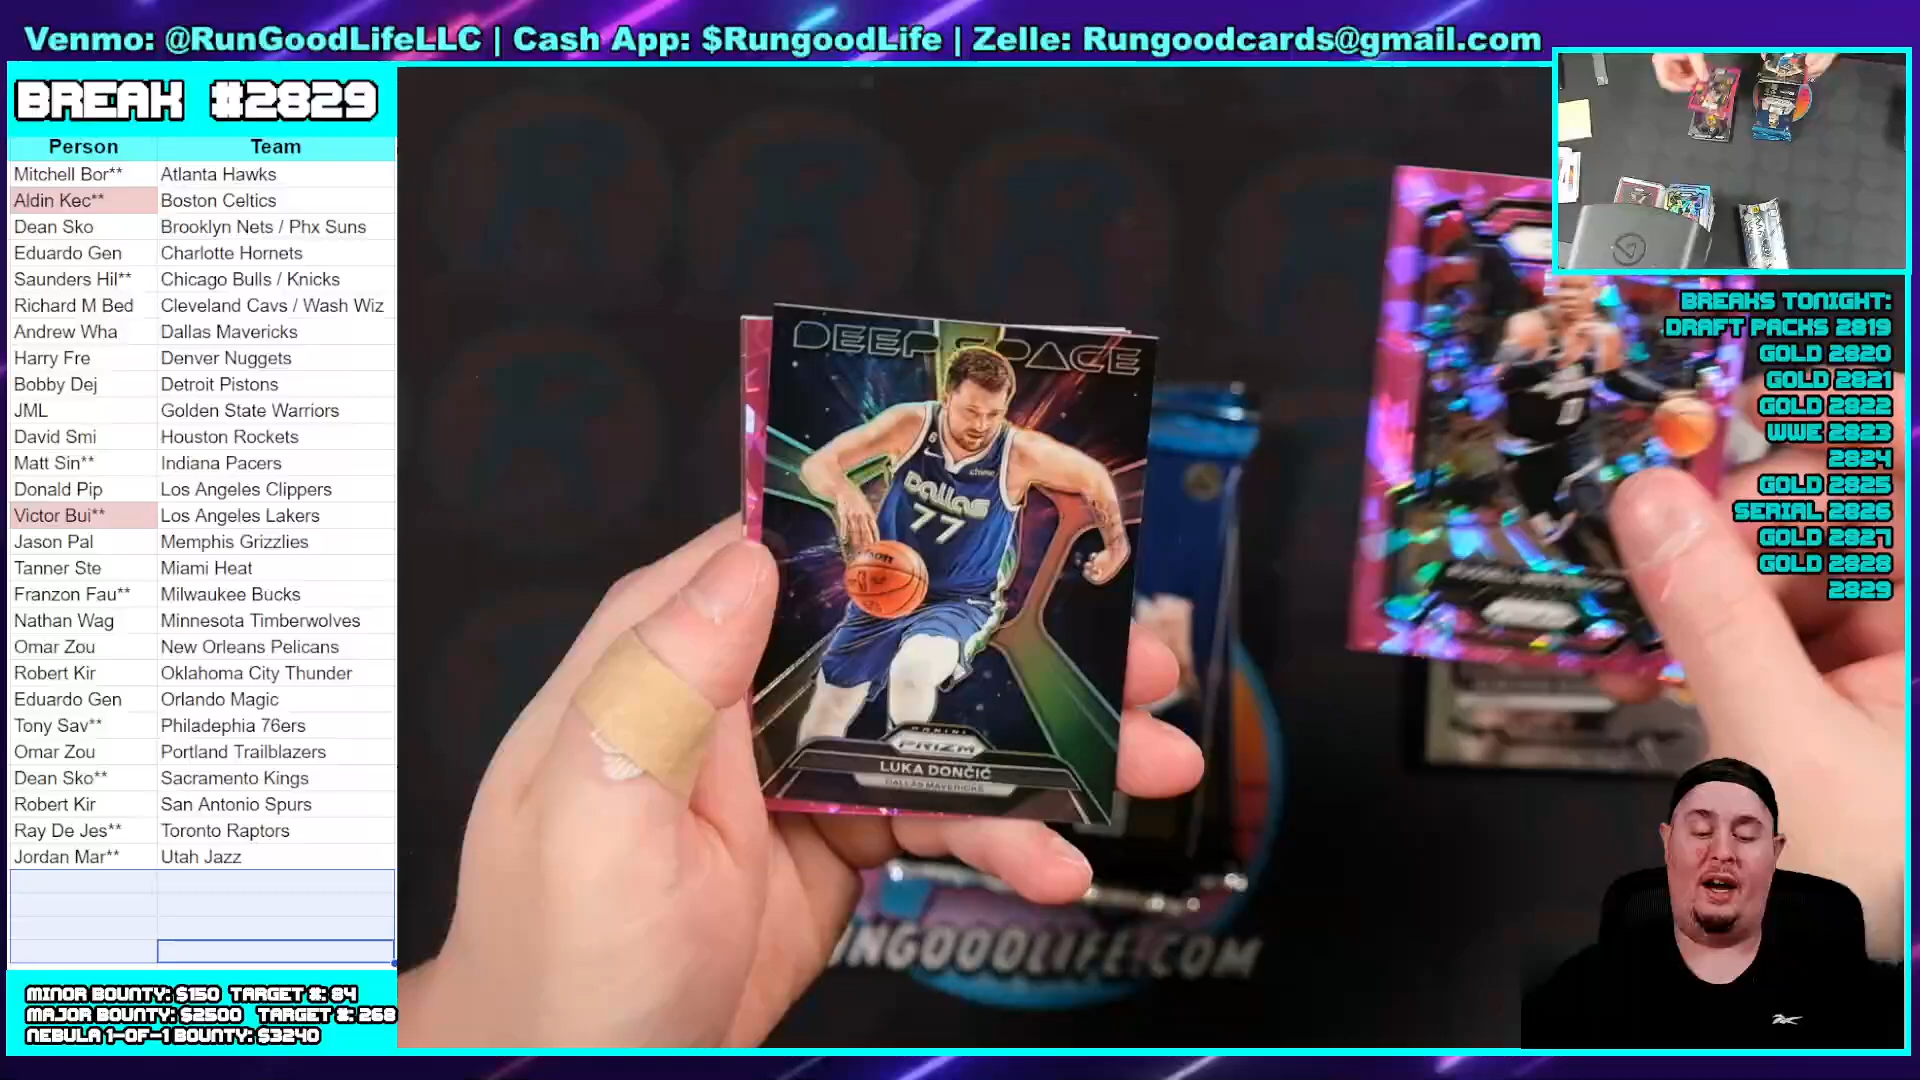 Venmo: @RunGoodLifeLLC | Cash App: $RungoodLife | Zelle: Rungoodcards@gmail.com
BREAK #2829
Person Team
Mitchell Bor** Atlanta Hawks
Aldin Kec** Boston Celtics
Dean Sko Brooklyn Nets / Phx Suns
Eduardo Gen Charlotte Hornets
Saunders Hil** Chicago Bulls / Knicks
Richard M Bed Cleveland Cavs / Wash Wiz
Andrew Wha Dallas Mavericks
Harry Fre Denver Nuggets
Bobby Dej Detroit Pistons
JML Golden State Warriors
David Smi Houston Rockets
Matt Sin** Indiana Pacers
Donald Pip Los Angeles Clippers
Victor Bui** Los Angeles Lakers
Jason Pal Memphis Grizzlies
Tanner Ste Miami Heat
Franzon Fau** Milwaukee Bucks
Nathan Wag Minnesota Timberwolves
Omar Zou New Orleans Pelicans
Robert Kir Oklahoma City Thunder
Eduardo Gen Orlando Magic
Tony Sav** Philadephia 76ers
Omar Zou Portland Trailblazers
Dean Sko** Sacramento Kings
Robert Kir San Antonio Spurs
Ray De Jes** Toronto Raptors
Jordan Mar** Utah Jazz
MINOR BOUNTY: $150 TARGET #: 94
MAJOR BOUNTY: $2500 TARGET #: 268
NEBULA 1-OF-1 BOUNTY: $3240
DEEP SPACE
DALLAS
77
PANINI
PRIZM
LUKA DONČIĆ
DALLAS MAVERICKS
NGOODLIFE.COM
BREAKS TONIGHT:
DRAFT PACKS 2819
GOLD 2820
GOLD 2821
GOLD 2822
WWE 2823
2824
GOLD 2825
SERIAL 2826
GOLD 2827
GOLD 2828
2829